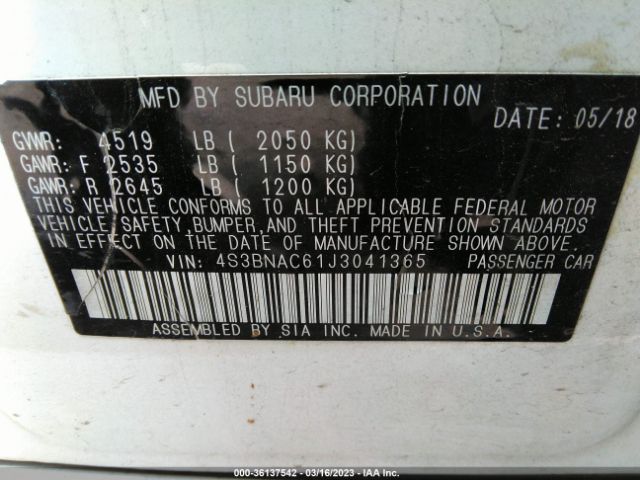 MFD BY SUBARU CORPORATION
DATE: 05/18
GVWR: 4519 LB ( 2050 KG)
GAWR: F 2535 LB ( 1150 KG)
GAWR: R 2645 LB ( 1200 KG)
THIS VEHICLE CONFORMS TO ALL APPLICABLE FEDERAL MOTOR
VEHICLE SAFETY,BUMPER,AND THEFT PREVENTION STANDARDS
IN EFFECT ON THE DATE OF MANUFACTURE SHOWN ABOVE.
VIN: 4S3BNAC61J3041365 PASSENGER CAR
ASSEMBLED BY SIA INC. MADE IN U.S.A.
000-36137542 - 03/16/2023 - IAA Inc.